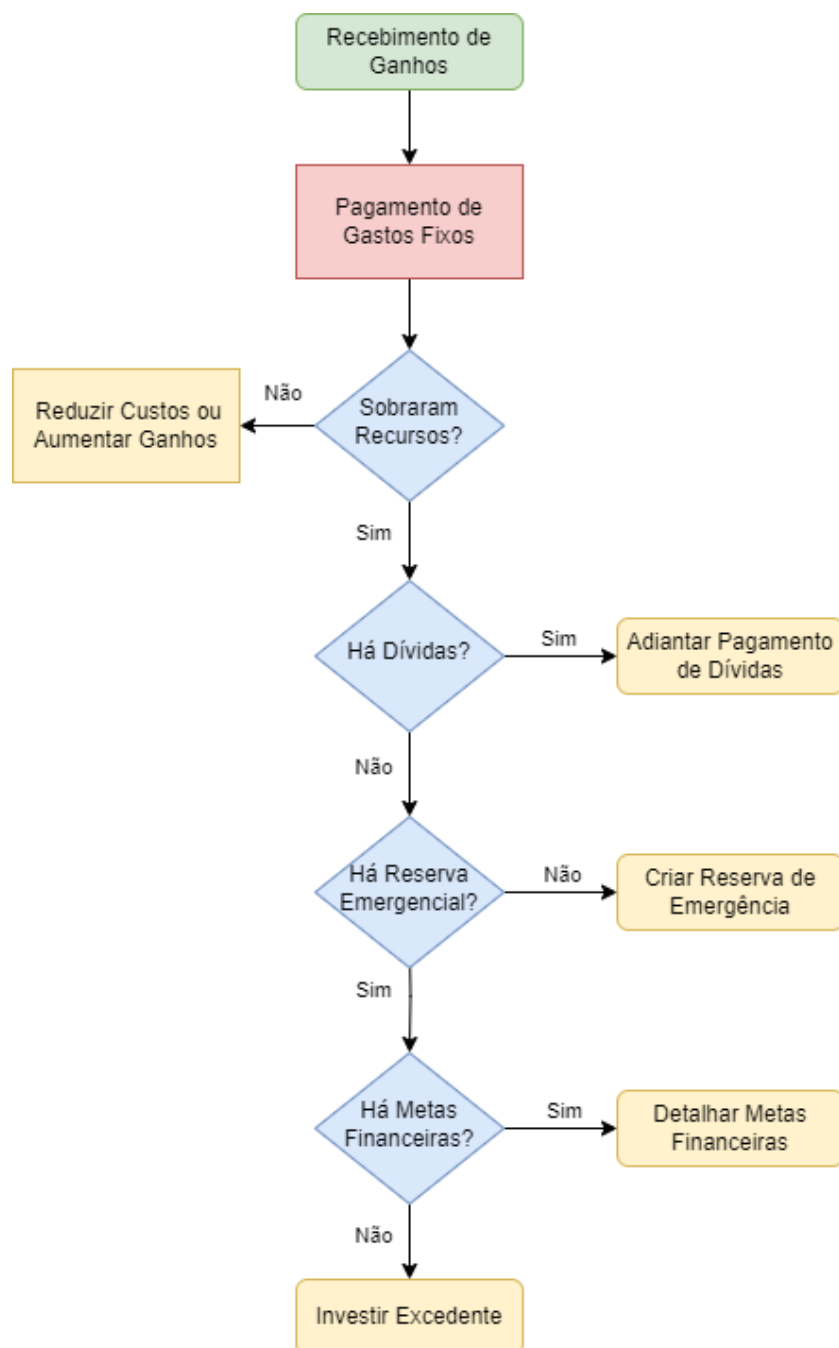 Recebimento de
Ganhos
Pagamento de
Gastos Fixos
Não
Reduzir Custos ou
Aumentar Ganhos
Sobraram
Recursos?
Sim
Há Dívidas?
Sim
Adiantar Pagamento
de Dívidas
Não
Há Reserva
Emergencial?
Não
Criar Reserva de
Emergência
Sim
Há Metas
Financeiras?
Sim
Detalhar Metas
Financeiras
Não
Investir Excedente